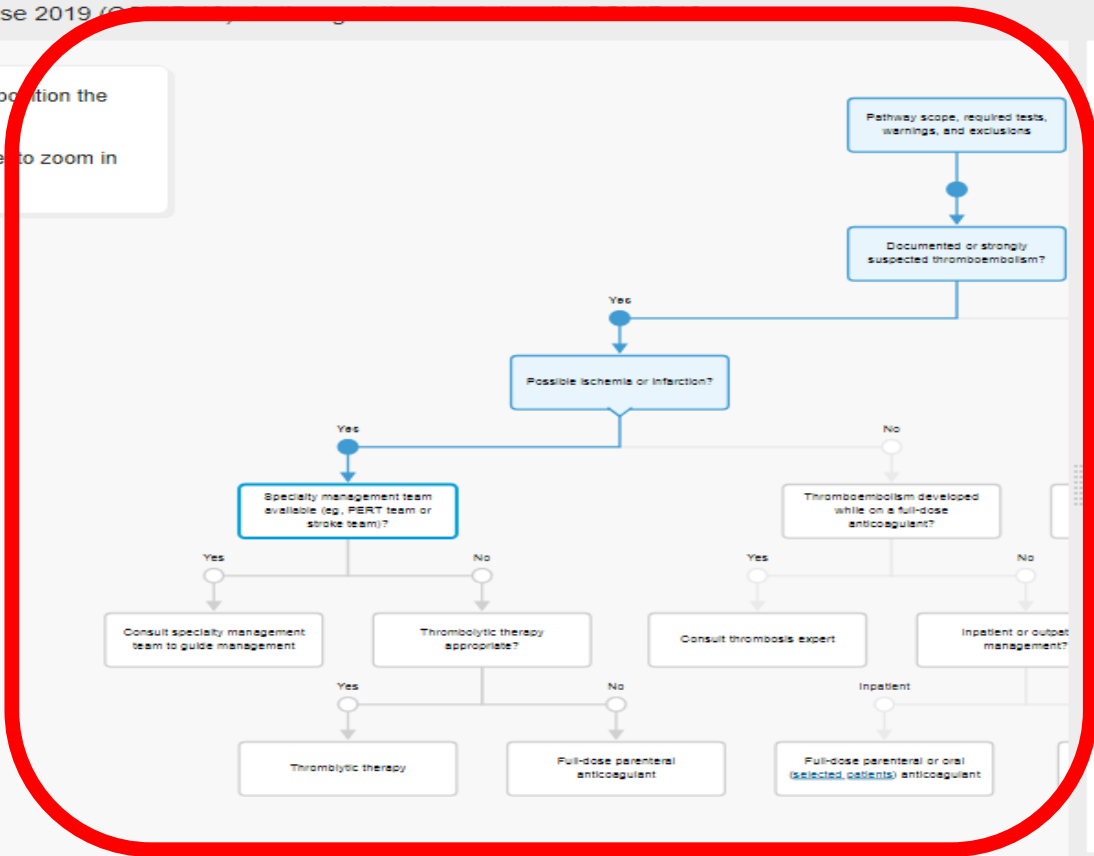 se 2019 (
position the
to zoom in
Pathway scope, required tests,
warnings, and exclusions
Documented or strongly
suspected thromboembolism?
Yes
Possible ischemia or infarction?
Yes
No
Specialty management team
available (eg, PERT team or
stroke team)?
Thromboembolism developed
while on a full-dose
anticoagulant?
Yes
No
Yes
No
Consult specialty management
team to guide management
Thrombolytic therapy
appropriate?
Consult thrombosis expert
Inpatient or outpat
management?
Yes
No
Inpatient
Thromblytic therapy
Full-dose parenteral
anticoagulant
Full-dose parenteral or oral
(selected patients) anticoagulant